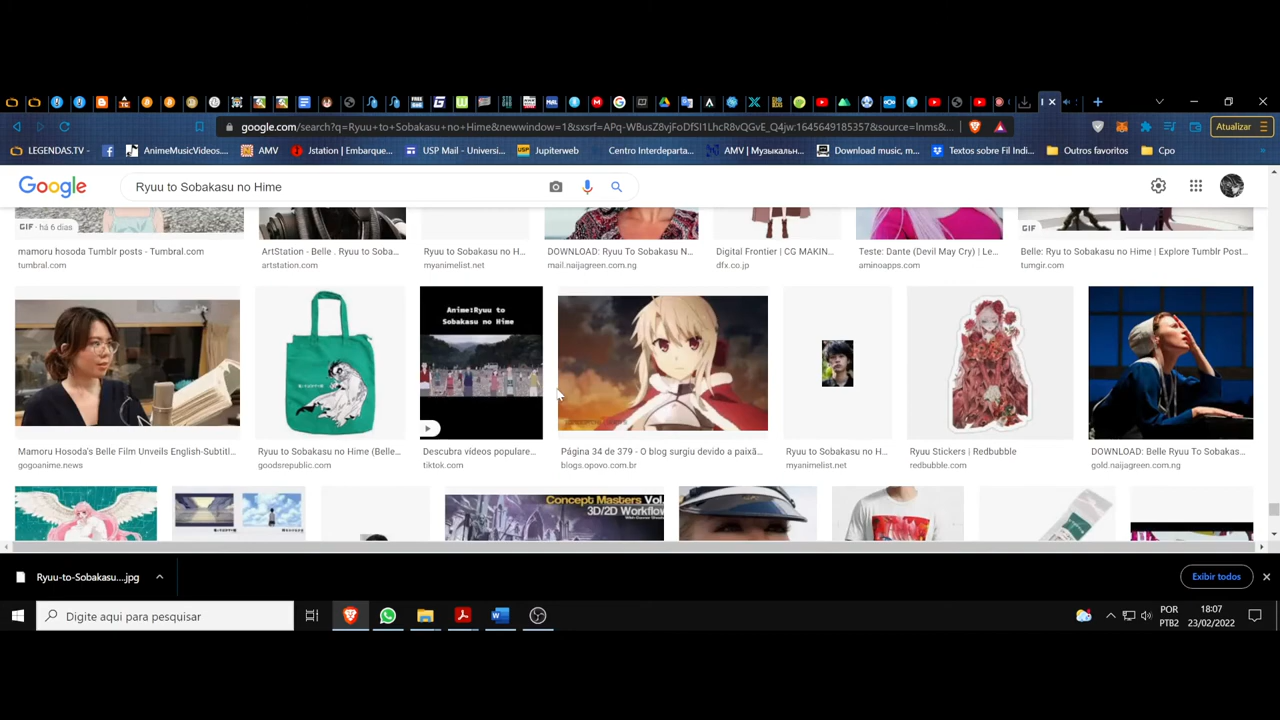 google.com/search?q=Ryuu+to+Sobakasu+no+Hime&newwindow=1&sxsrf=APq-WBusZ8vjFoDfSI1LhcR8vQGvE_Q4jw:1645649185357&source=lnms&...
Atualizar
LEGENDAS.TV - AnimeMusicVideos... AMV Jstation | Embarque... USP Mail - Universi... Jupiterweb Centro Interdeparta... AMV | Музыкальн... Download music, m... Textos sobre Fil Indi... Outros favoritos Cpo
Google Ryuu to Sobakasu no Hime
GIF · há 6 dias GIF
mamoru hosoda Tumblr posts - Tumbral.com ArtStation - Belle . Ryuu to Soba... Ryuu to Sobakasu no H... DOWNLOAD: Ryuu To Sobakasu N... Digital Frontier | CG MAKIN... Teste: Dante (Devil May Cry) | Le... Belle: Ryu to Sobakasu no Hime | Explore Tumblr Post...
tumbral.com artstation.com myanimelist.net mail.naijagreen.com.ng dfx.co.jp aminoapps.com tumgir.com
Anime:Ryuu to
Sobakasu no Hime
Mamoru Hosoda's Belle Film Unveils English-Subtitl... Ryuu to Sobakasu no Hime (Belle... Descubra vídeos populare... Página 34 de 379 - O blog surgiu devido a paixã... Ryuu to Sobakasu no H... Ryuu Stickers | Redbubble DOWNLOAD: Belle Ryuu To Sobakas...
gogoanime.news goodsrepublic.com tiktok.com blogs.opovo.com.br myanimelist.net redbubble.com gold.naijagreen.com.ng
Concept Masters Vol.
3D/2D Workflow
Ryuu-to-Sobakasu....jpg Exibir todos
Digite aqui para pesquisar
POR 18:07
PTB2 23/02/2022